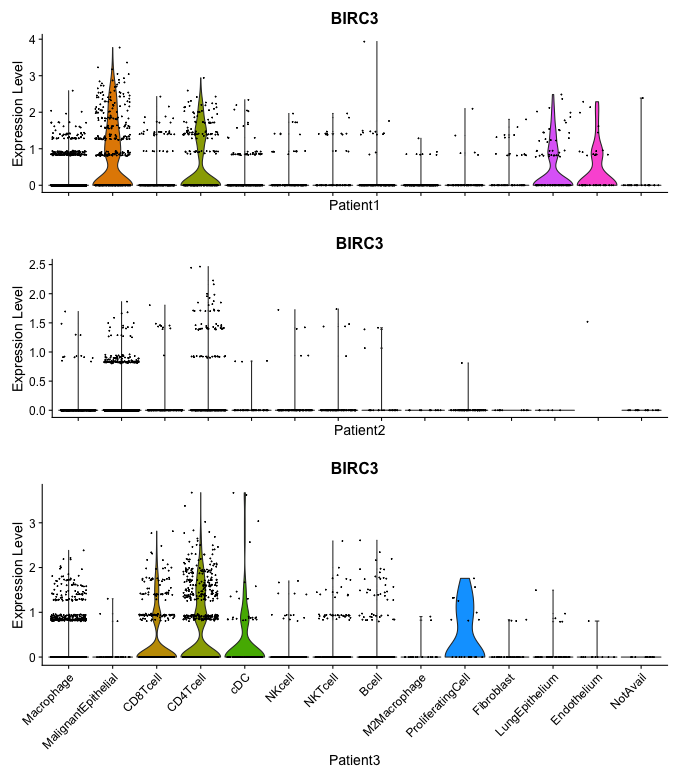 BIRC3
Expression Level
4
3
2
1
0
Patient1
BIRC3
Expression Level
2.5
2.0
1.5
1.0
0.5
0.0
Patient2
BIRC3
Expression Level
3
2
1
0
Macrophage
MalignantEpithelial
CD8Tcell
CD4Tcell
cDC
NKcell
NKTcell
Bcell
M2Macrophage
ProliferatingCell
Fibroblast
LungEpithelium
Endothelium
NotAvail
Patient3